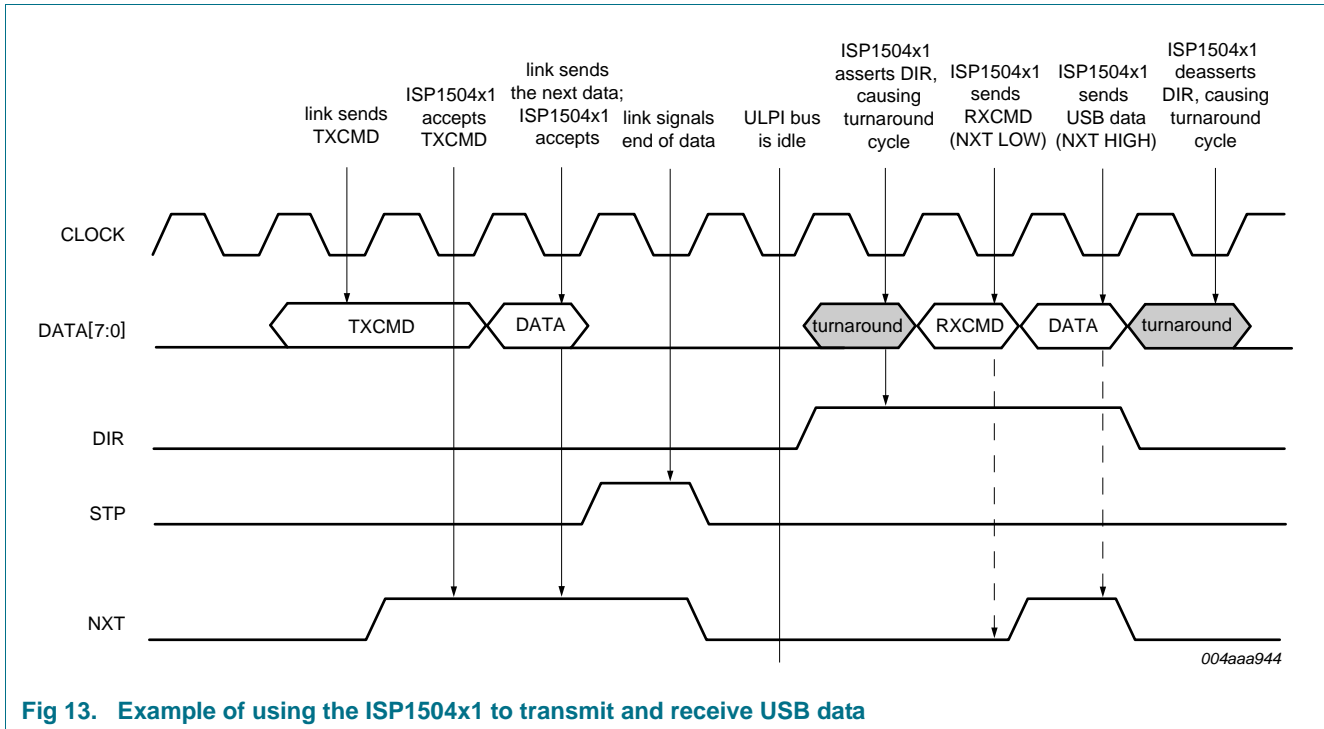 link sends
TXCMD
ISP1504x1
accepts
TXCMD
link sends
the next data;
ISP1504x1
accepts
link signals
end of data
ULPI bus
is idle
ISP1504x1
asserts DIR,
causing
turnaround
cycle
ISP1504x1
sends
RXCMD
(NXT LOW)
ISP1504x1
sends
USB data
(NXT HIGH)
ISP1504x1
deasserts
DIR, causing
turnaround
cycle
CLOCK
DATA[7:0]
TXCMD
DATA
turnaround
RXCMD
DATA
turnaround
DIR
STP
NXT
004aaa944
Fig 13. Example of using the ISP1504x1 to transmit and receive USB data